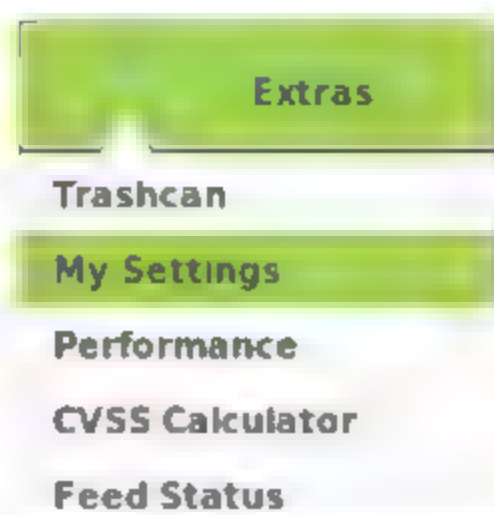 Extras
Trashcan
My Settings
Performance
CVSS Calculator
Feed Status